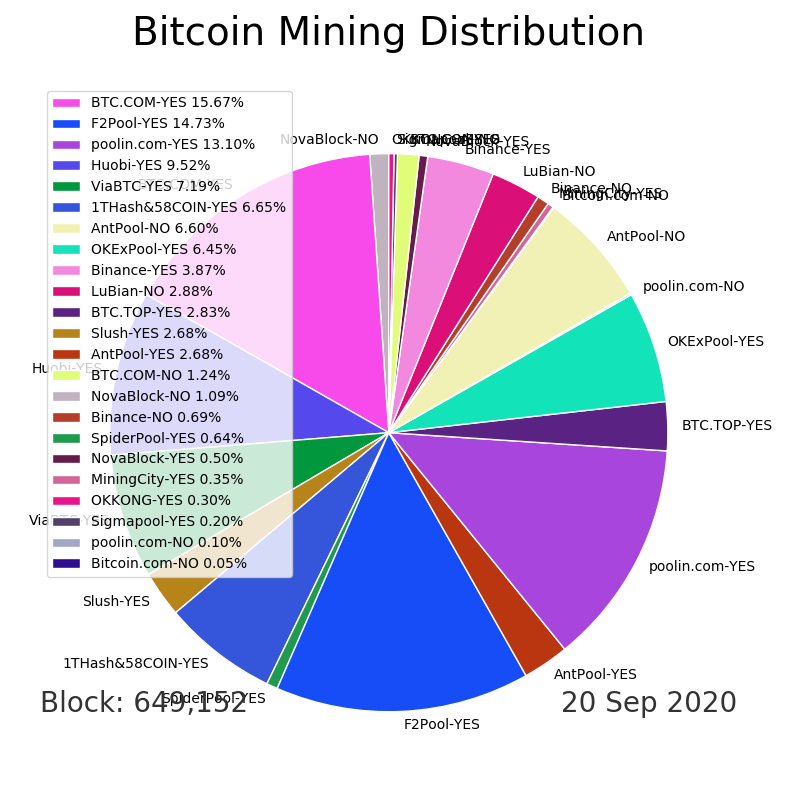 Bitcoin Mining Distribution
BTC.COM-YES 15.67%
F2Pool-YES 14.73%
poolin.com-YES 13.10%
Huobi-YES 9.52%
ViaBTC-YES 7.19%
1THash&58COIN-YES 6.65%
AntPool-NO 6.60%
OKExPool-YES 6.45%
Binance-YES 3.87%
LuBian-NO 2.88%
BTC.TOP-YES 2.83%
Slush-YES 2.68%
AntPool-YES 2.68%
BTC.COM-NO 1.24%
NovaBlock-NO 1.09%
Binance-NO 0.69%
SpiderPool-YES 0.64%
NovaBlock-YES 0.50%
MiningCity-YES 0.35%
OKKONG-YES 0.30%
Sigmapool-YES 0.20%
poolin.com-NO 0.10%
Bitcoin.com-NO 0.05%
NovaBlock-NO
Binance-YES
LuBian-NO
Binance-NO
MiningCity-YES
Bitcoin.com-NO
AntPool-NO
poolin.com-NO
OKExPool-YES
BTC.TOP-YES
poolin.com-YES
AntPool-YES
F2Pool-YES
SpiderPool-YES
1THash&58COIN-YES
Slush-YES
Huobi-YES
Block: 649,152
20 Sep 2020